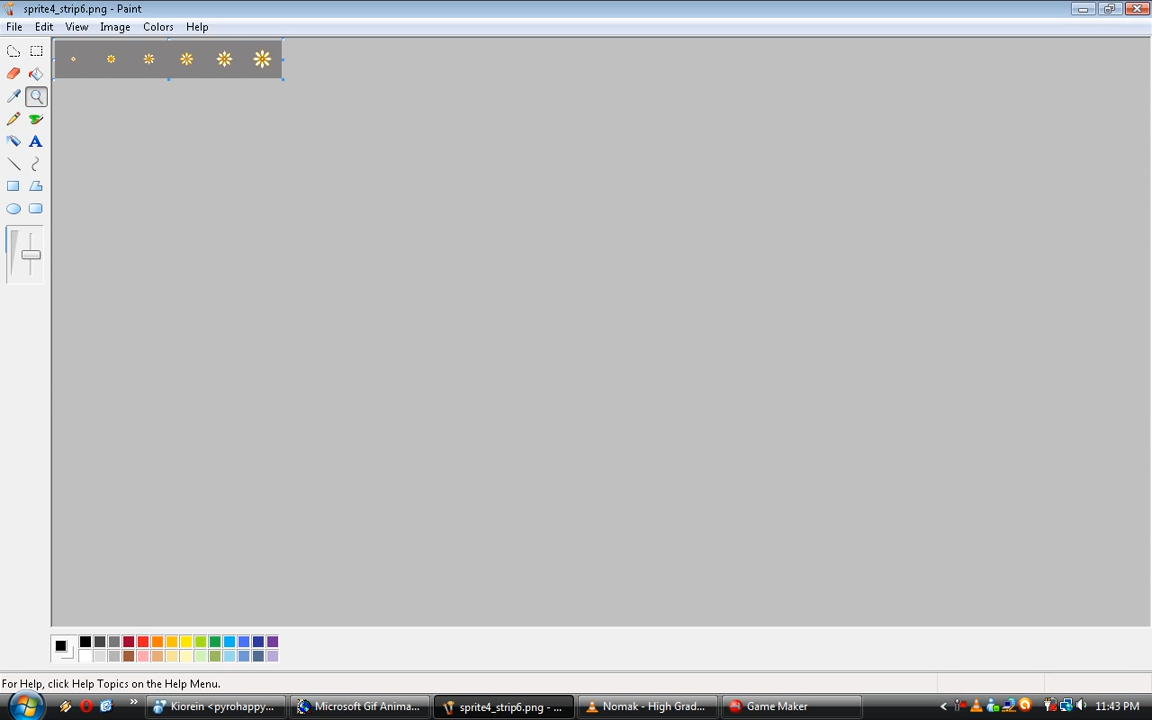 sprite4_strip6.png - Paint
File Edit View Image Colors Help
A
For Help, click Help Topics on the Help Menu.
» Kiorein <pyrohappy... Microsoft Gif Anima... sprite4_strip6.png - ... Nomak - High Grad... Game Maker < 11:43 PM